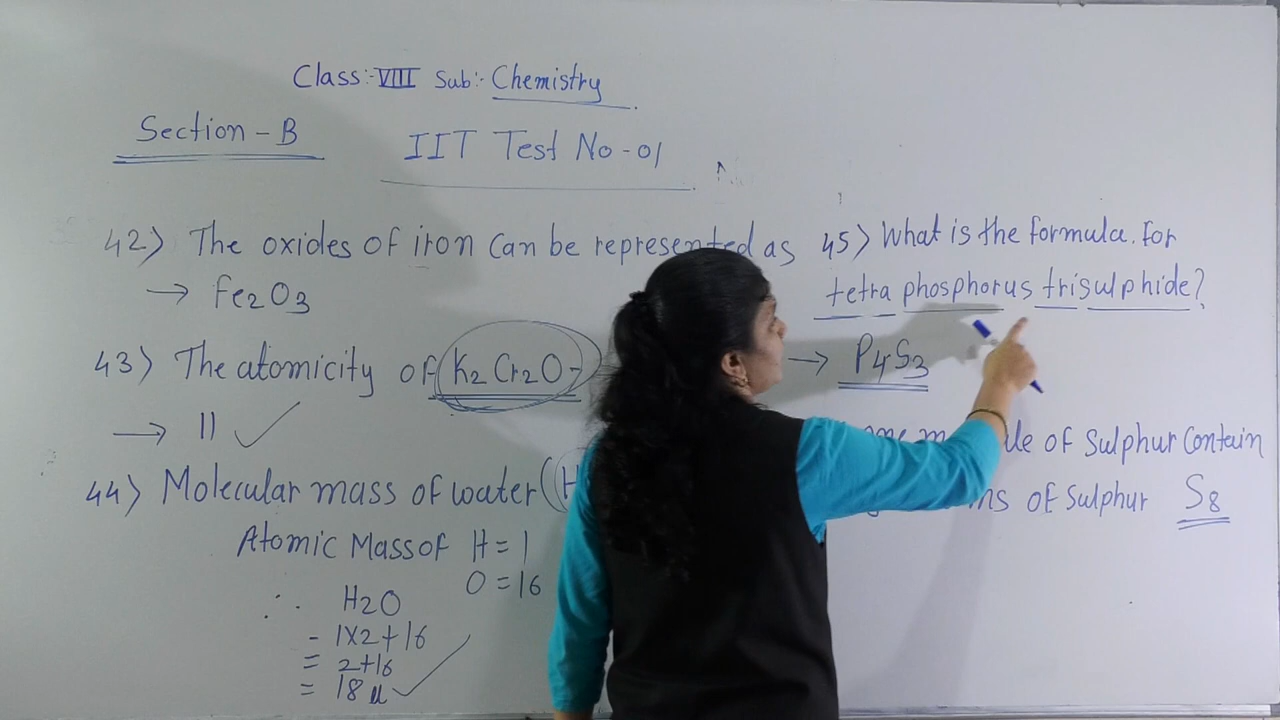 Class:- VIII Sub:- Chemistry
Section - B
IIT Test No - 01
42) The oxides of iron can be represented as
→ Fe2O3
43) The atomicity of K2Cr2O7
→ 11 ✓
44) Molecular mass of water (H
Atomic Mass of H = 1
O = 16
∴ H2O
- 1x2+16
= 2+16
= 18 u ✓
45) What is the formula. For
tetra phosphorus trisulphide?
→ P4S3
of Sulphur Contain
of Sulphur S8